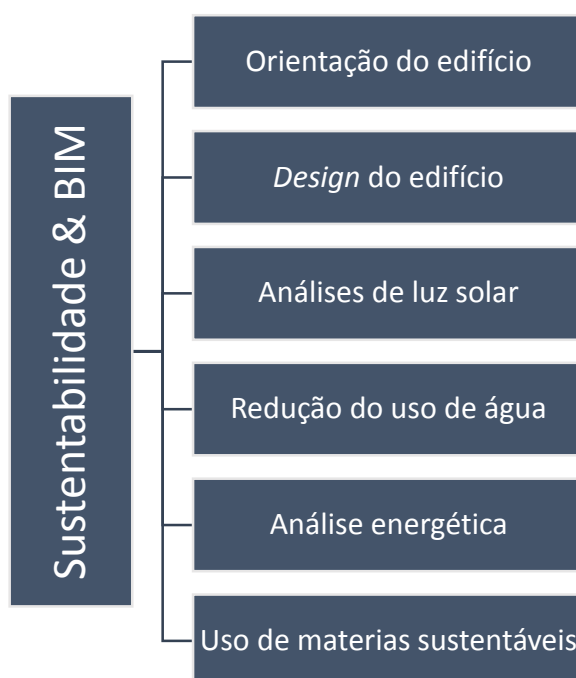 Sustentabilidade & BIM
Orientação do edifício
Design do edifício
Análises de luz solar
Redução do uso de água
Análise energética
Uso de materias sustentáveis